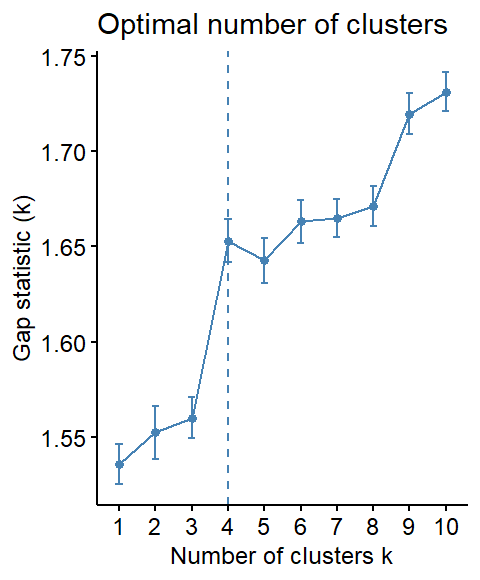 Optimal number of clusters
1.75
1.70
1.65
1.60
1.55
Gap statistic (k)
1 2 3 4 5 6 7 8 9 10
Number of clusters k